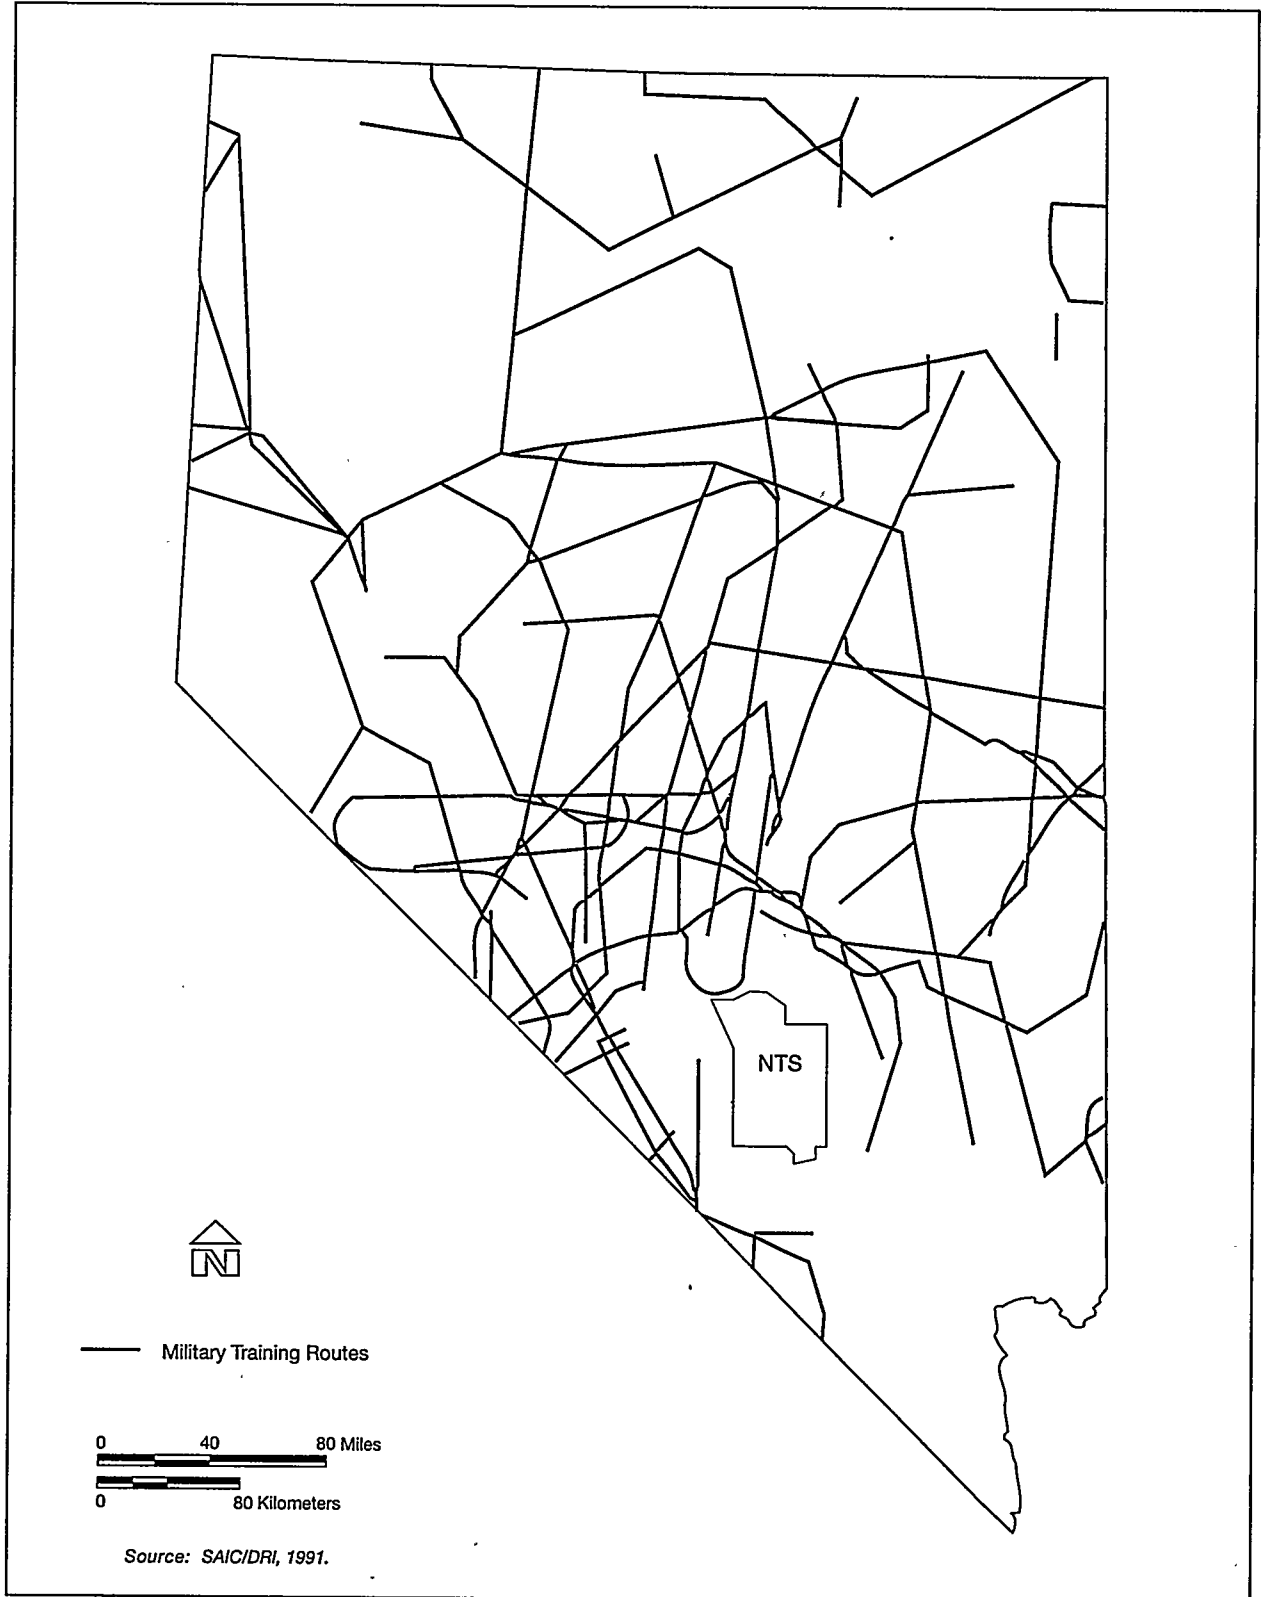 NTS
N
Military Training Routes
0 40 80 Miles
0 80 Kilometers
Source: SAIC/DRI, 1991.